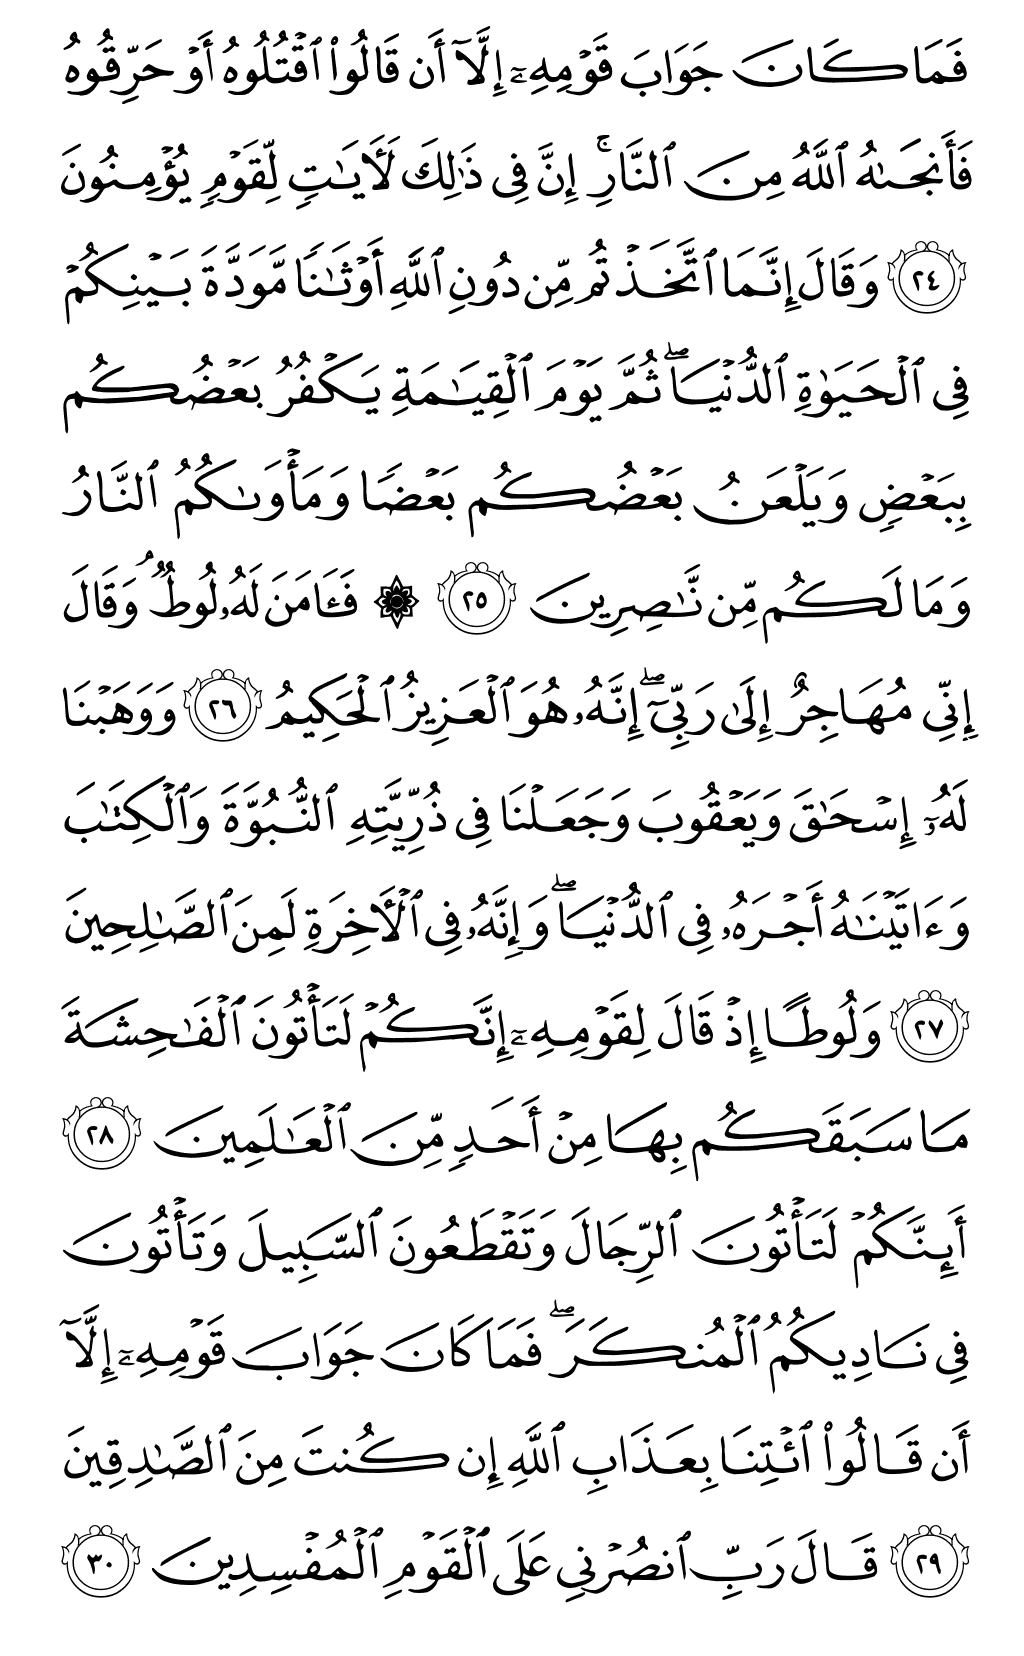 فَمَا كَانَ جَوَابَ قَوْمِهِۦٓ إِلَّآ أَن قَالُوا۟ ٱقْتُلُوهُ أَوْ حَرِّقُوهُ
فَأَنجَىٰهُ ٱللَّهُ مِنَ ٱلنَّارِ ۚ إِنَّ فِى ذَٰلِكَ لَـَٔايَـٰتٍ لِّقَوْمٍ يُؤْمِنُونَ
٢٤ وَقَالَ إِنَّمَا ٱتَّخَذْتُم مِّن دُونِ ٱللَّهِ أَوْثَـٰنًا مَّوَدَّةَ بَيْنِكُمْ
فِى ٱلْحَيَوٰةِ ٱلدُّنْيَا ۖ ثُمَّ يَوْمَ ٱلْقِيَـٰمَةِ يَكْفُرُ بَعْضُكُم
بِبَعْضٍ وَيَلْعَنُ بَعْضُكُم بَعْضًا وَمَأْوَىٰكُمُ ٱلنَّارُ
وَمَا لَكُم مِّن نَّـٰصِرِينَ ٢٥ ۞ فَـَٔامَنَ لَهُۥ لُوطٌ ۘ وَقَالَ
إِنِّى مُهَاجِرٌ إِلَىٰ رَبِّىٓ ۖ إِنَّهُۥ هُوَ ٱلْعَزِيزُ ٱلْحَكِيمُ ٢٦ وَوَهَبْنَا
لَهُۥٓ إِسْحَـٰقَ وَيَعْقُوبَ وَجَعَلْنَا فِى ذُرِّيَّتِهِ ٱلنُّبُوَّةَ وَٱلْكِتَـٰبَ
وَءَاتَيْنَـٰهُ أَجْرَهُۥ فِى ٱلدُّنْيَا ۖ وَإِنَّهُۥ فِى ٱلْـَٔاخِرَةِ لَمِنَ ٱلصَّـٰلِحِينَ
٢٧ وَلُوطًا إِذْ قَالَ لِقَوْمِهِۦٓ إِنَّكُمْ لَتَأْتُونَ ٱلْفَـٰحِشَةَ
مَا سَبَقَكُم بِهَا مِنْ أَحَدٍ مِّنَ ٱلْعَـٰلَمِينَ ٢٨
أَئِنَّكُمْ لَتَأْتُونَ ٱلرِّجَالَ وَتَقْطَعُونَ ٱلسَّبِيلَ وَتَأْتُونَ
فِى نَادِيكُمُ ٱلْمُنكَرَ ۖ فَمَا كَانَ جَوَابَ قَوْمِهِۦٓ إِلَّآ
أَن قَالُوا۟ ٱئْتِنَا بِعَذَابِ ٱللَّهِ إِن كُنتَ مِنَ ٱلصَّـٰدِقِينَ
٢٩ قَالَ رَبِّ ٱنصُرْنِى عَلَى ٱلْقَوْمِ ٱلْمُفْسِدِينَ ٣٠